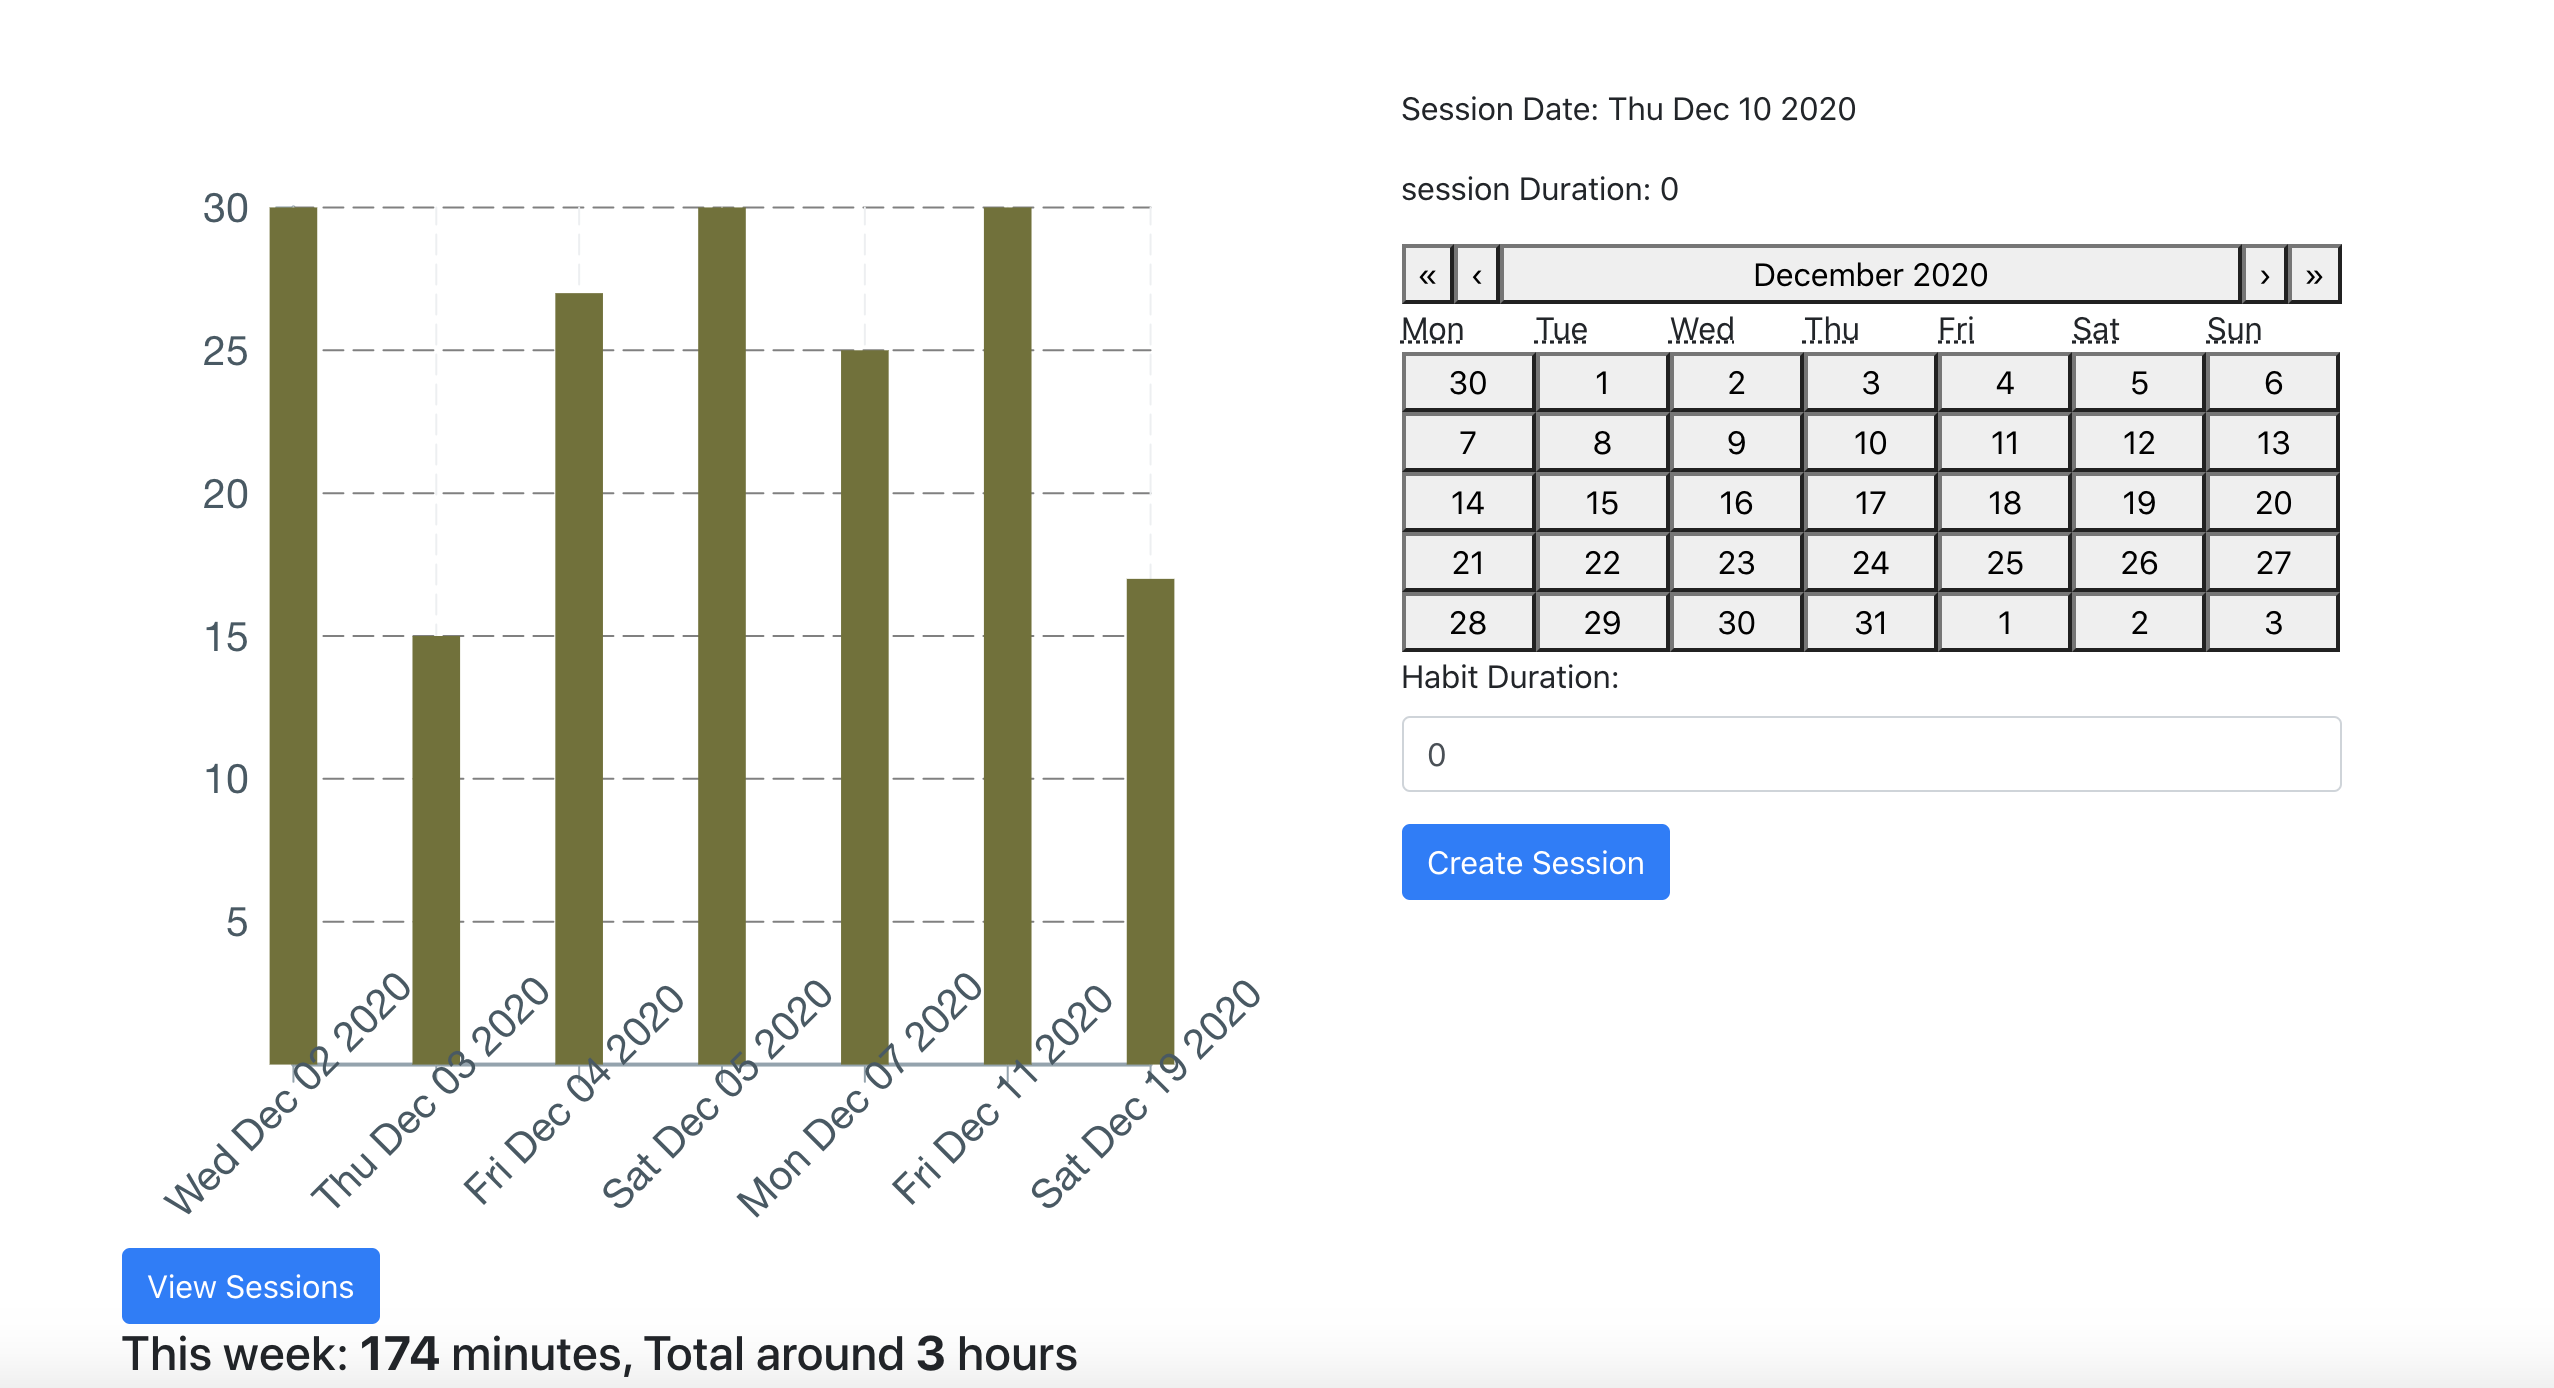 30
25
20
15
10
5
Wed Dec 02 2020
Thu Dec 03 2020
Fri Dec 04 2020
Sat Dec 05 2020
Mon Dec 07 2020
Fri Dec 11 2020
Sat Dec 19 2020
View Sessions
This week: 174 minutes, Total around 3 hours
Session Date: Thu Dec 10 2020
session Duration: 0
« ‹ December 2020 › »
Mon Tue Wed Thu Fri Sat Sun
30 1 2 3 4 5 6
7 8 9 10 11 12 13
14 15 16 17 18 19 20
21 22 23 24 25 26 27
28 29 30 31 1 2 3
Habit Duration:
0
Create Session